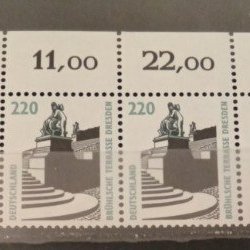 11,00 22,00
220 220
DEUTSCHLAND BRÜHLSCHE TERRASSE DRESDEN DEUTSCHLAND BRÜHLSCHE TERRASSE DRESDEN